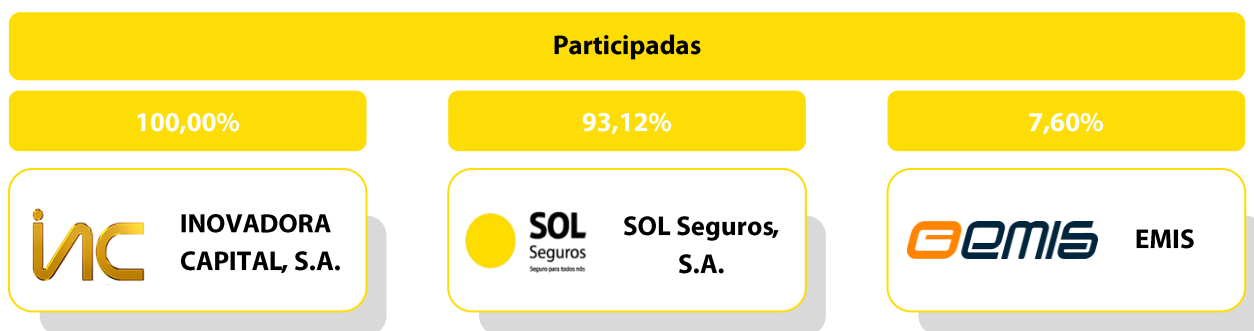 Participadas
100,00%
93,12%
7,60%
inc
INOVADORA
CAPITAL, S.A.
SOL
Seguros
Seguro para todos nós
SOL Seguros,
S.A.
emis
EMIS